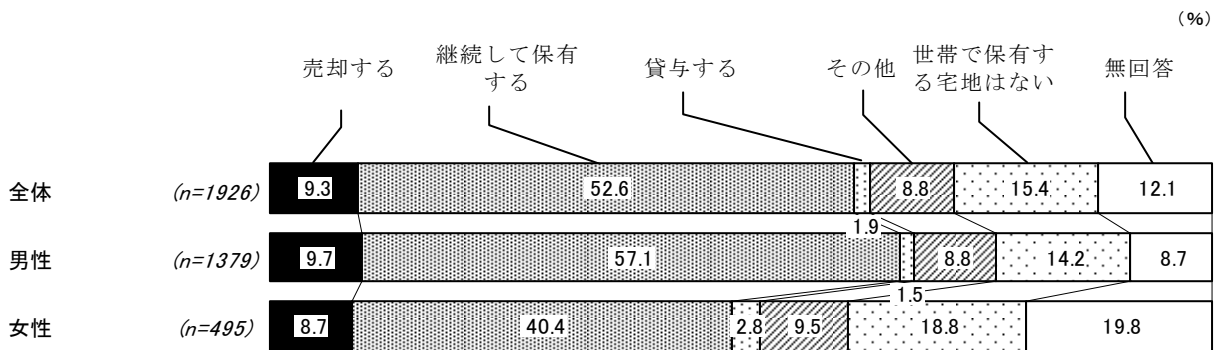 (%)
売却する
継続して保有
する
貸与する
その他
世帯で保有す
る宅地はない
無回答
全体 (n=1926) 9.3 52.6 8.8 15.4 12.1
1.9
男性 (n=1379) 9.7 57.1 8.8 14.2 8.7
1.5
女性 (n=495) 8.7 40.4 2.8 9.5 18.8 19.8